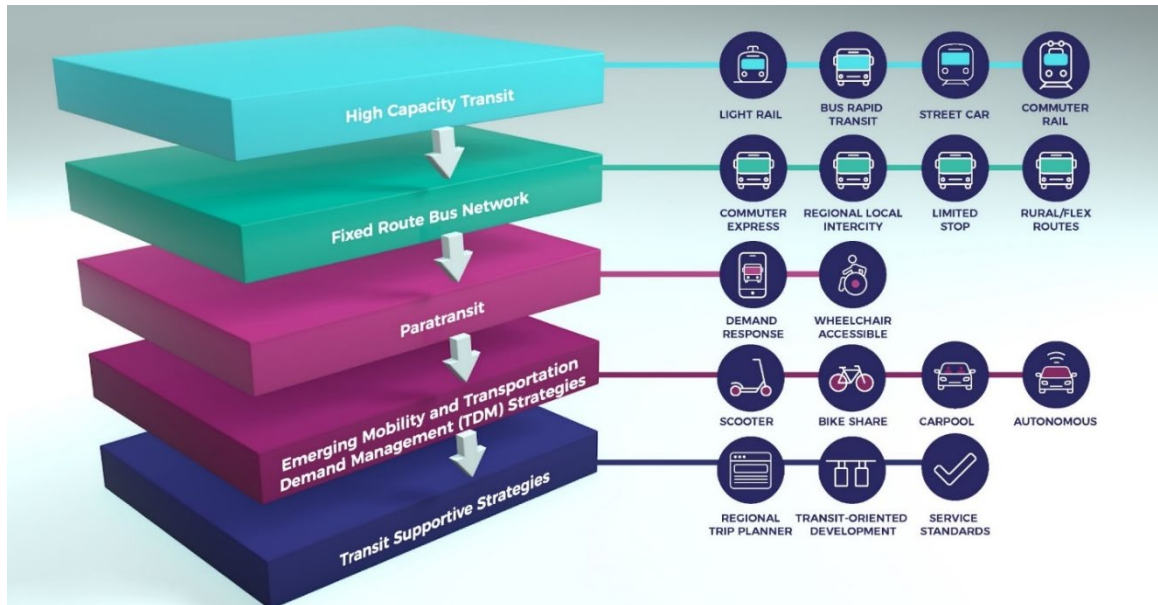 High Capacity Transit
LIGHT RAIL
BUS RAPID
TRANSIT
STREET CAR
COMMUTER
RAIL
Fixed Route Bus Network
COMMUTER
EXPRESS
REGIONAL LOCAL
INTERCITY
LIMITED
STOP
RURAL/FLEX
ROUTES
Paratransit
DEMAND
RESPONSE
WHEELCHAIR
ACCESSIBLE
Emerging Mobility and Transportation
Demand Management (TDM) Strategies
SCOOTER
BIKE SHARE
CARPOOL
AUTONOMOUS
Transit Supportive Strategies
REGIONAL
TRIP PLANNER
TRANSIT-ORIENTED
DEVELOPMENT
SERVICE
STANDARDS